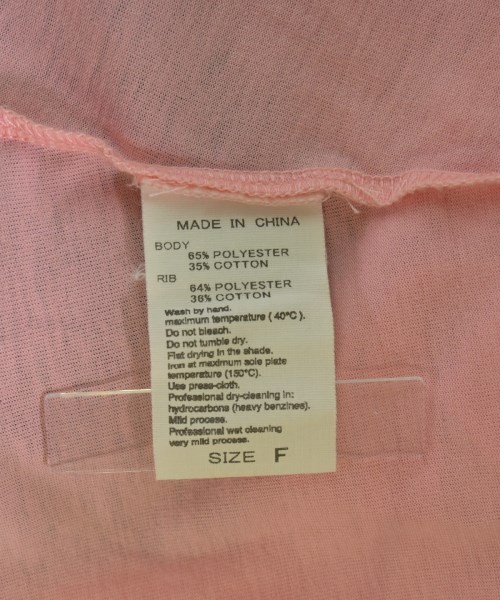 MADE IN CHINA
BODY
65% POLYESTER
35% COTTON
RIB
64% POLYESTER
36% COTTON
Wash by hand.
maximum temperature ( 40°C ).
Do not bleach.
Do not tumble dry.
Flat drying in the shade.
Iron at maximum sole plate
temperature (150°C).
Use press-cloth.
Professional dry-cleaning in:
hydrocarbons (heavy benzines).
Mild process.
Professional wet cleaning
very mild process.
SIZE F